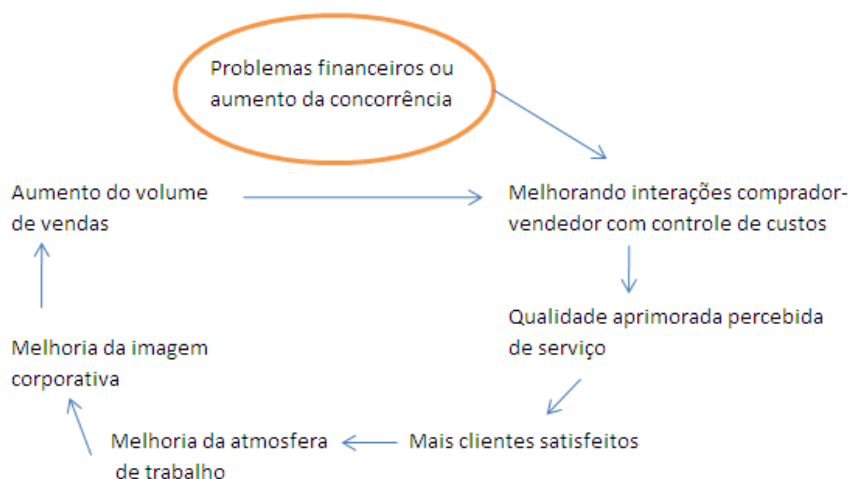 Problemas financeiros ou
aumento da concorrência
Aumento do volume
de vendas
Melhorando interações comprador-
vendedor com controle de custos
Qualidade aprimorada percebida
de serviço
Melhoria da imagem
corporativa
Melhoria da atmosfera
de trabalho
Mais clientes satisfeitos